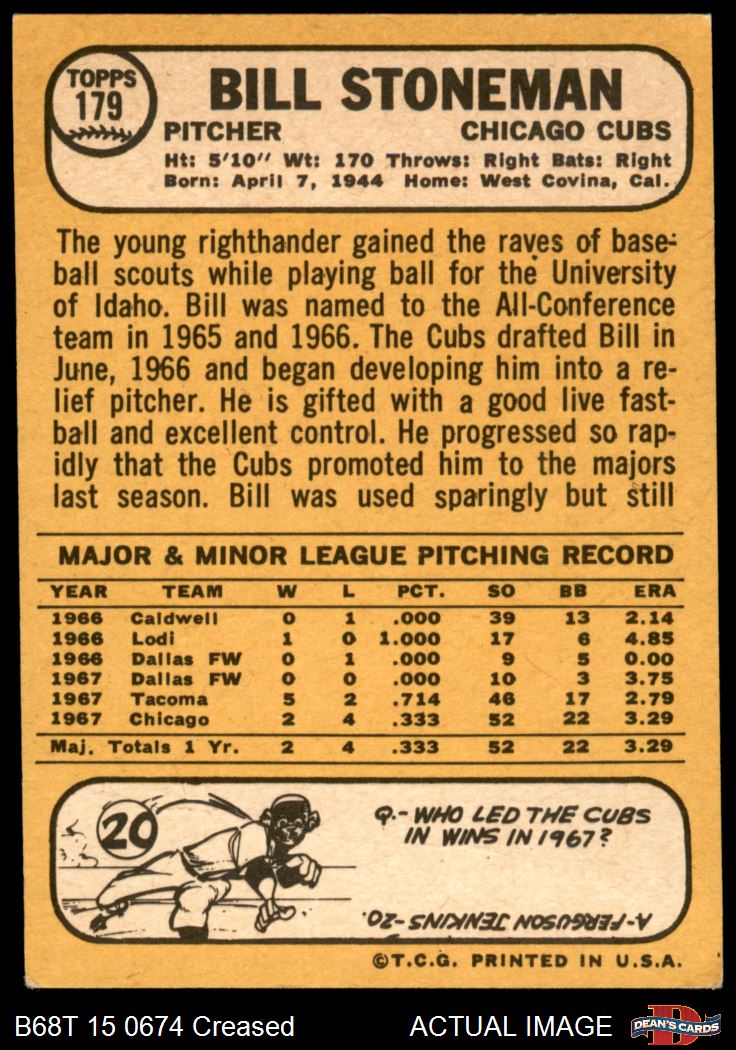 TOPPS
179
BILL STONEMAN
PITCHER CHICAGO CUBS
Ht: 5'10" Wt: 170 Throws: Right Bats: Right
Born: April 7, 1944 Home: West Covina, Cal.
The young righthander gained the raves of base-
ball scouts while playing ball for the University
of Idaho. Bill was named to the All-Conference
team in 1965 and 1966. The Cubs drafted Bill in
June, 1966 and began developing him into a re-
lief pitcher. He is gifted with a good live fast-
ball and excellent control. He progressed so rap-
idly that the Cubs promoted him to the majors
last season. Bill was used sparingly but still
MAJOR & MINOR LEAGUE PITCHING RECORD
YEAR TEAM W L PCT. SO BB ERA
1966 Caldwell 0 1 .000 39 13 2.14
1966 Lodi 1 0 1.000 17 6 4.85
1966 Dallas FW 0 1 .000 9 5 0.00
1967 Dallas FW 0 0 .000 10 3 3.75
1967 Tacoma 5 2 .714 46 17 2.79
1967 Chicago 2 4 .333 52 22 3.29
Maj. Totals 1 Yr. 2 4 .333 52 22 3.29
20
Q.- WHO LED THE CUBS
IN WINS IN 1967?
A-FERGUSON JENKINS-20.
©T.C.G. PRINTED IN U.S.A.
B68T 15 0674 Creased ACTUAL IMAGE
DEAN'S CARDS